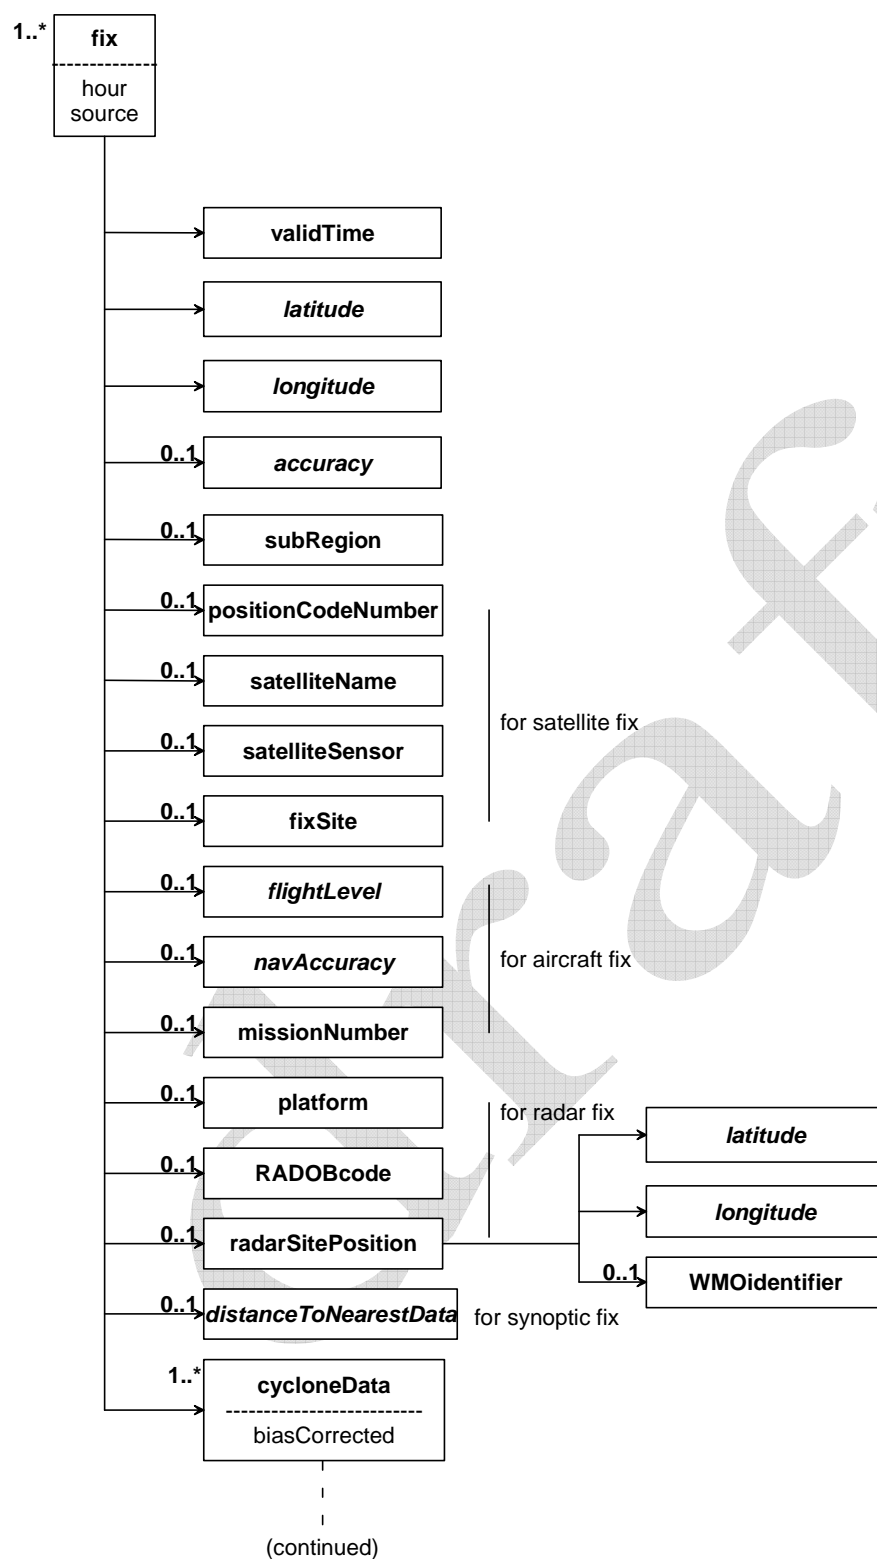 1..*
fix
hour
source
validTime
latitude
longitude
0..1
accuracy
0..1
subRegion
0..1
positionCodeNumber
0..1
satelliteName
for satellite fix
0..1
satelliteSensor
0..1
fixSite
0..1
flightLevel
0..1
navAccuracy
for aircraft fix
0..1
missionNumber
0..1
platform
for radar fix
latitude
0..1
RADOBcode
longitude
0..1
radarSitePosition
0..1
WMOidentifier
0..1
distanceToNearestData
for synoptic fix
1..*
cycloneData
biasCorrected
(continued)
draf